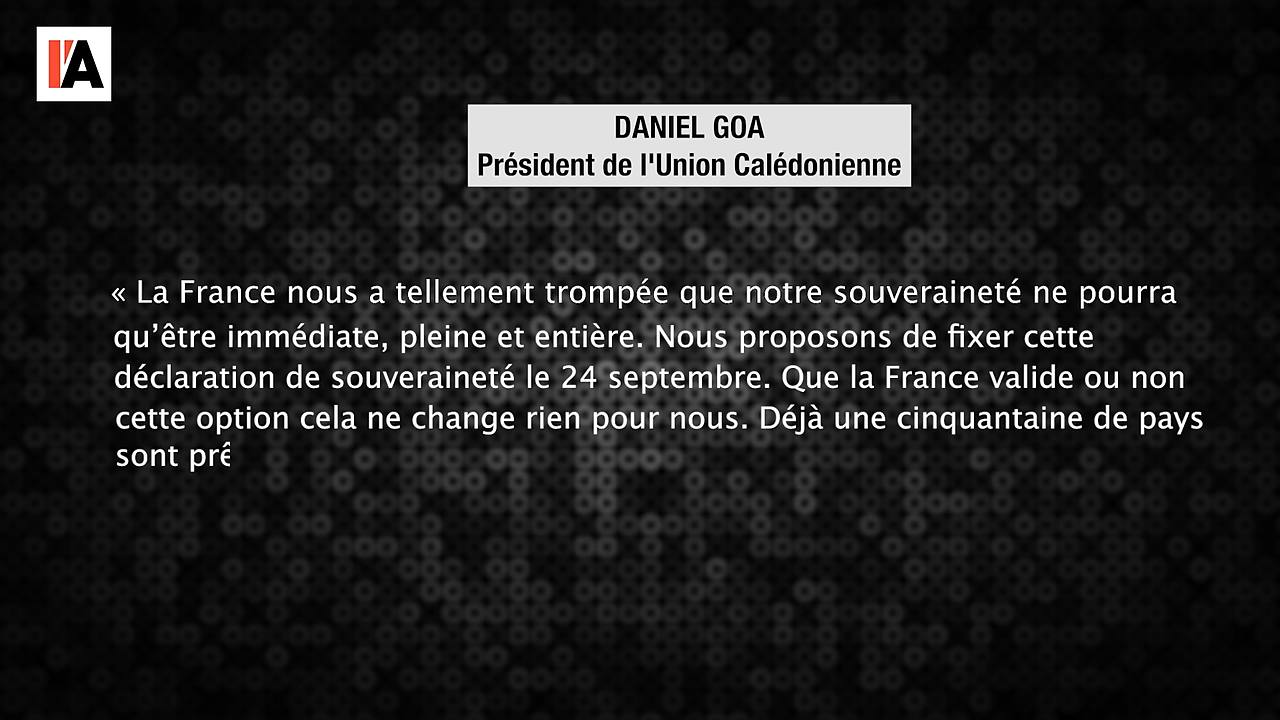 l'A
DANIEL GOA
Président de l'Union Calédonienne
« La France nous a tellement trompée que notre souveraineté ne pourra
qu’être immédiate, pleine et entière. Nous proposons de fixer cette
déclaration de souveraineté le 24 septembre. Que la France valide ou non
cette option cela ne change rien pour nous. Déjà une cinquantaine de pays
sont prê